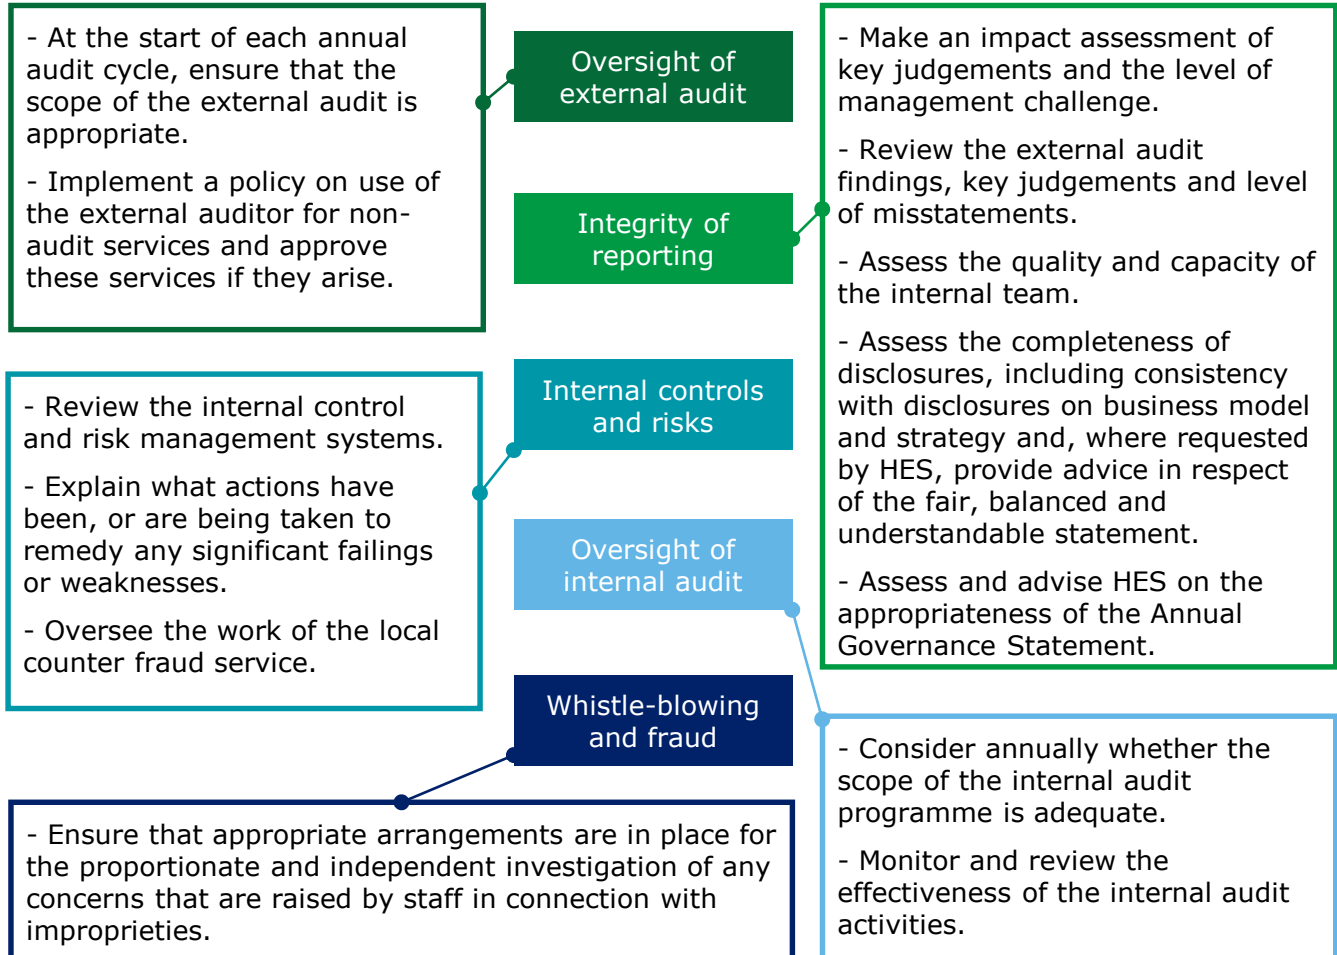 - At the start of each annual
audit cycle, ensure that the
scope of the external audit is
appropriate.
- Implement a policy on use of
the external auditor for non-
audit services and approve
these services if they arise.
Oversight of
external audit
Integrity of
reporting
- Make an impact assessment of
key judgements and the level of
management challenge.
- Review the external audit
findings, key judgements and level
of misstatements.
- Assess the quality and capacity of
the internal team.
- Assess the completeness of
disclosures, including consistency
with disclosures on business model
and strategy and, where requested
by HES, provide advice in respect
of the fair, balanced and
understandable statement.
- Assess and advise HES on the
appropriateness of the Annual
Governance Statement.
Internal controls
and risks
- Review the internal control
and risk management systems.
- Explain what actions have
been, or are being taken to
remedy any significant failings
or weaknesses.
- Oversee the work of the local
counter fraud service.
Oversight of
internal audit
- Consider annually whether the
scope of the internal audit
programme is adequate.
- Monitor and review the
effectiveness of the internal audit
activities.
Whistle-blowing
and fraud
- Ensure that appropriate arrangements are in place for
the proportionate and independent investigation of any
concerns that are raised by staff in connection with
improprieties.